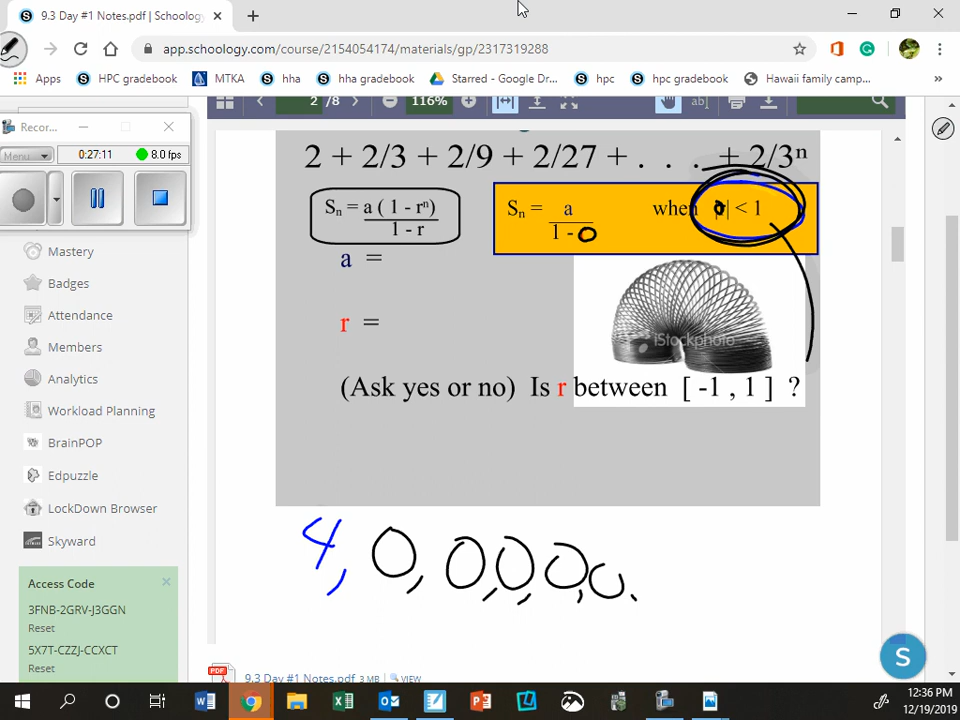 9.3 Day #1 Notes.pdf | Schoology
app.schoology.com/course/2154054174/materials/gp/2317319288
Apps HPC gradebook MTKA hha hha gradebook Starred - Google Dr... hpc hpc gradebook Hawaii family camp... »
2 /8 116%
Recor...
Menu 0:27:11 8.0 fps
2 + 2/3 + 2/9 + 2/27 + . . . + 2/3ⁿ
Sₙ = a ( 1 - rⁿ)
1 - r
Sₙ = a when | | < 1
1 - 0
a =
r =
iStockphoto
(Ask yes or no) Is r between [ -1 , 1 ] ?
4, 0, 0, 0, 0, 0.
Mastery
Badges
Attendance
Members
Analytics
Workload Planning
BrainPOP
Edpuzzle
LockDown Browser
Skyward
Access Code
3FNB-2GRV-J3GGN
Reset
5X7T-CZZJ-CCXCT
Reset
PDF 9.3 Day #1 Notes.pdf 3 MB VIEW
S
12:36 PM
12/19/2019